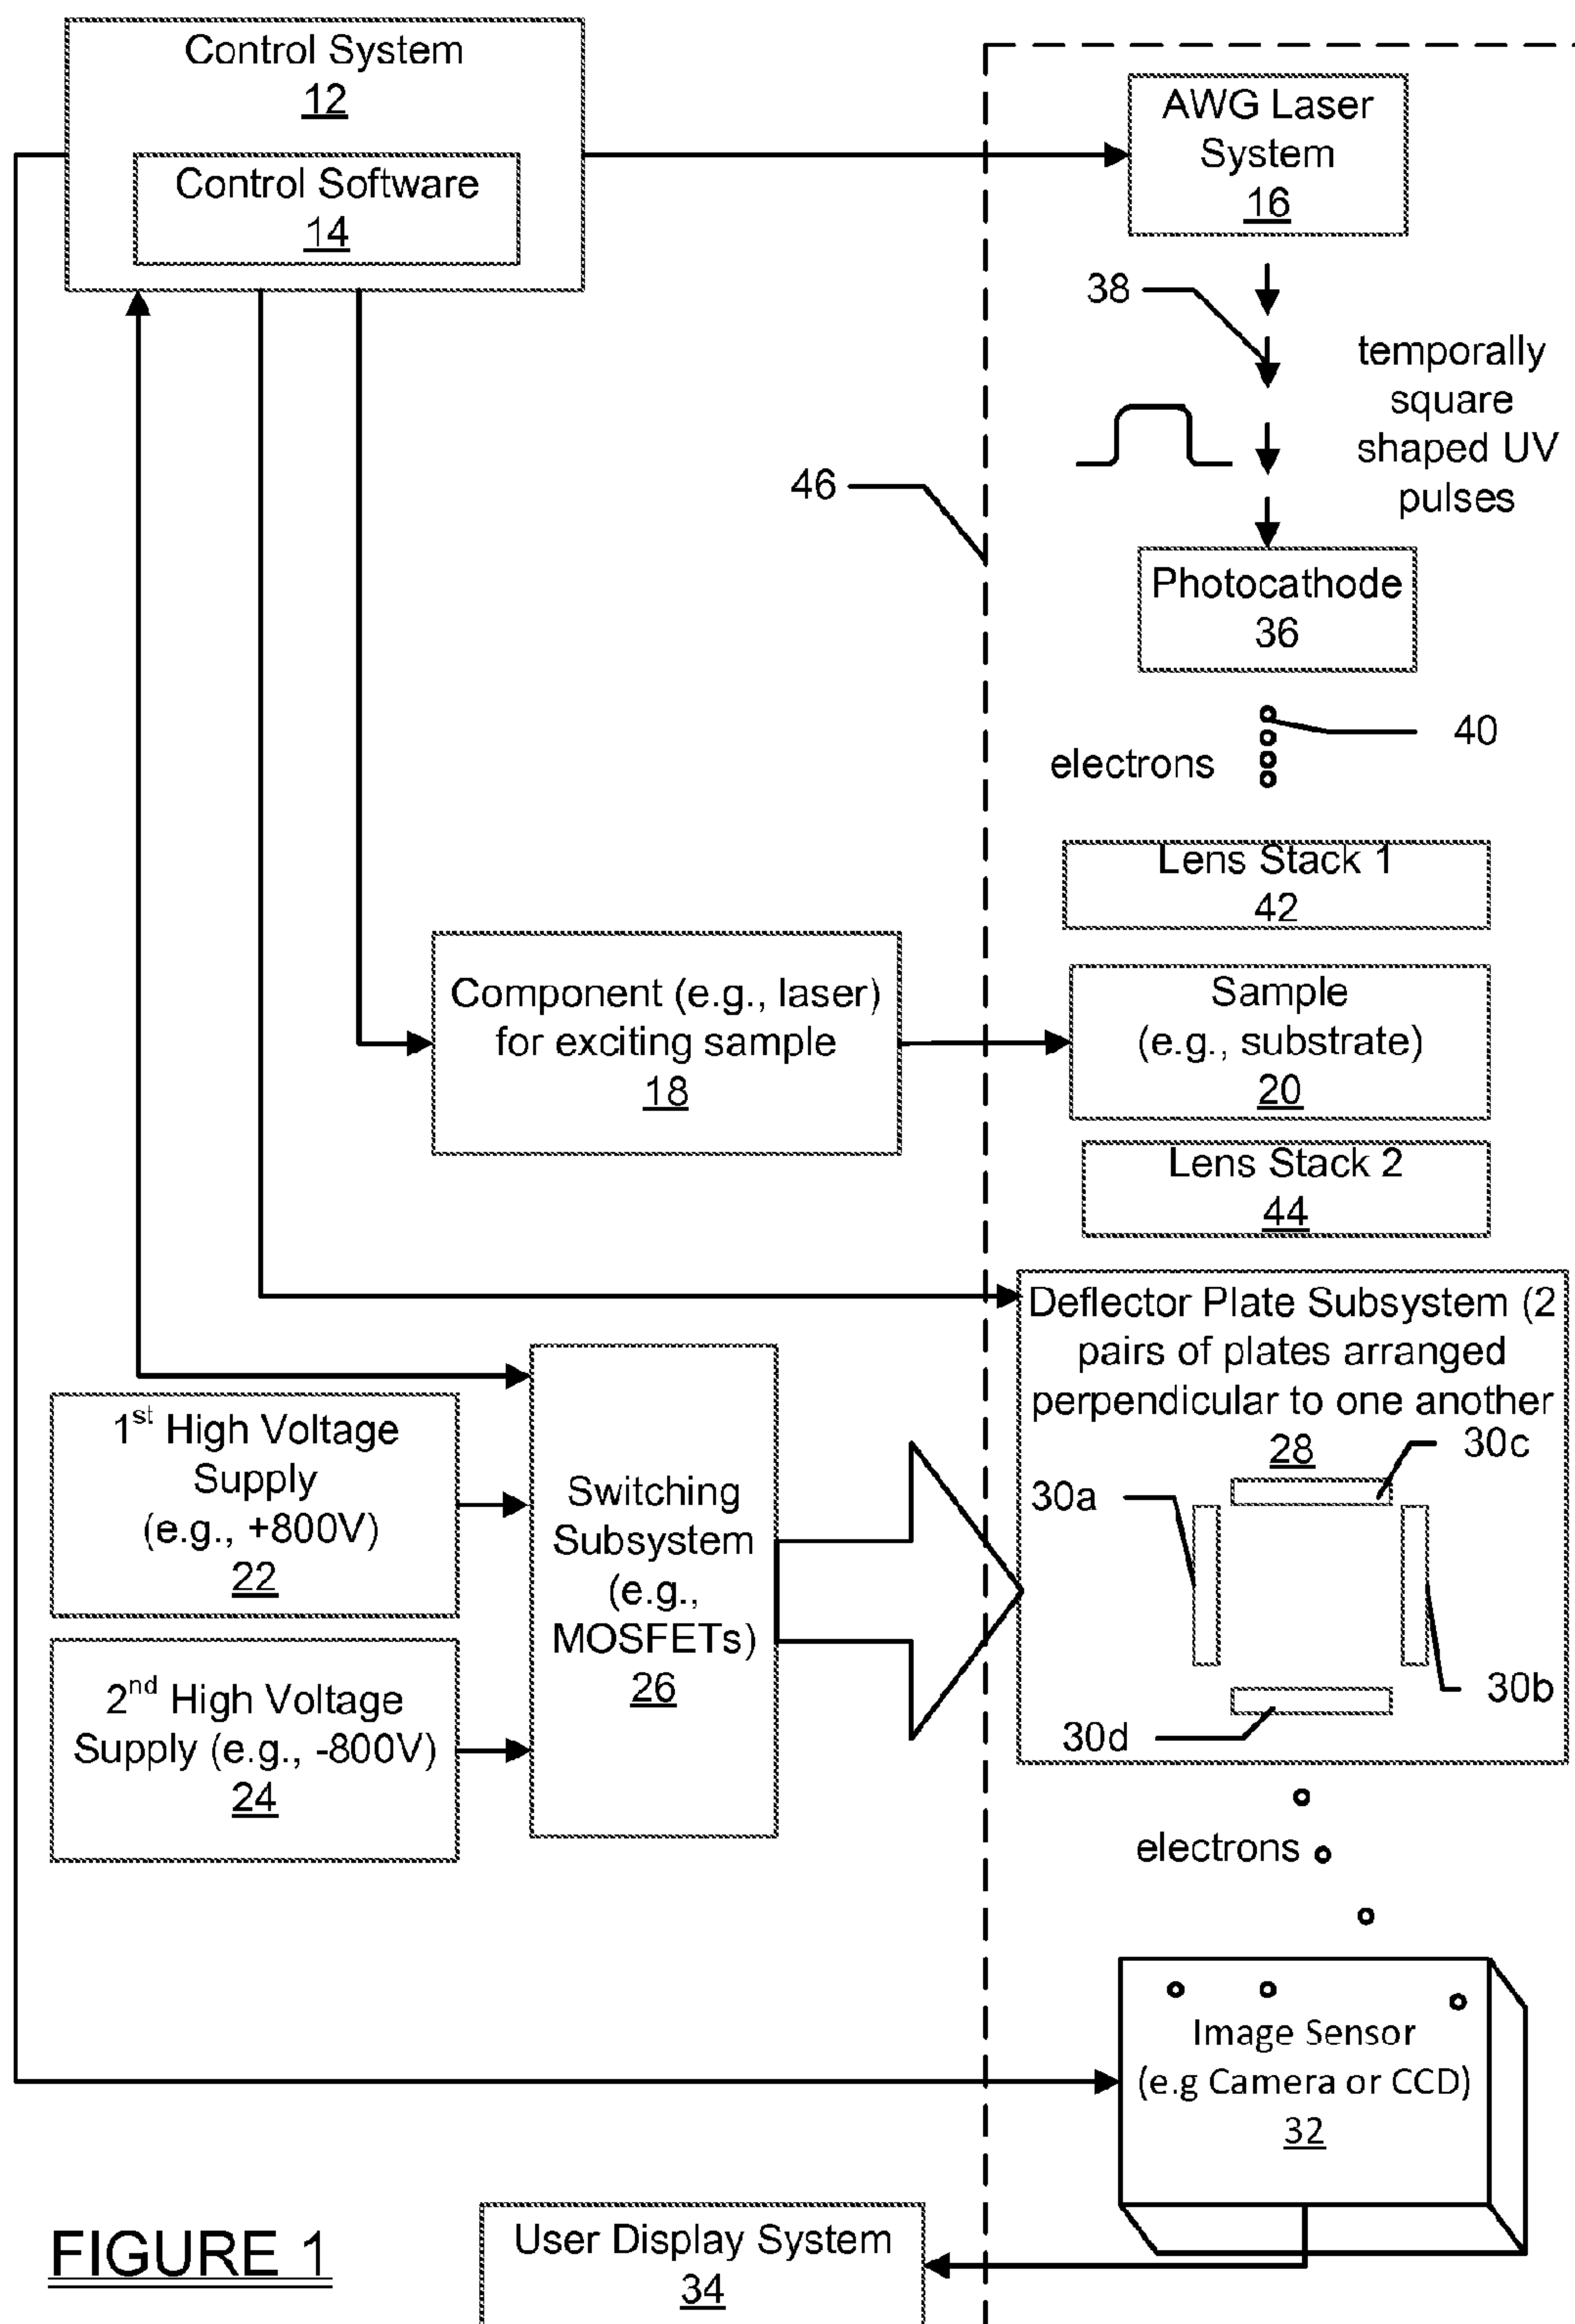 Control System
12
Control Software
14
AWG Laser
System
16
38
temporally
square
shaped UV
pulses
46
Photocathode
36
electrons
40
Lens Stack 1
42
Component (e.g., laser)
for exciting sample
18
Sample
(e.g., substrate)
20
Lens Stack 2
44
Deflector Plate Subsystem (2
pairs of plates arranged
perpendicular to one another
28
30c
30a
30b
30d
1st High Voltage
Supply
(e.g., +800V)
22
2nd High Voltage
Supply (e.g., -800V)
24
Switching
Subsystem
(e.g.,
MOSFETs)
26
electrons
Image Sensor
(e.g Camera or CCD)
32
User Display System
34
FIGURE 1